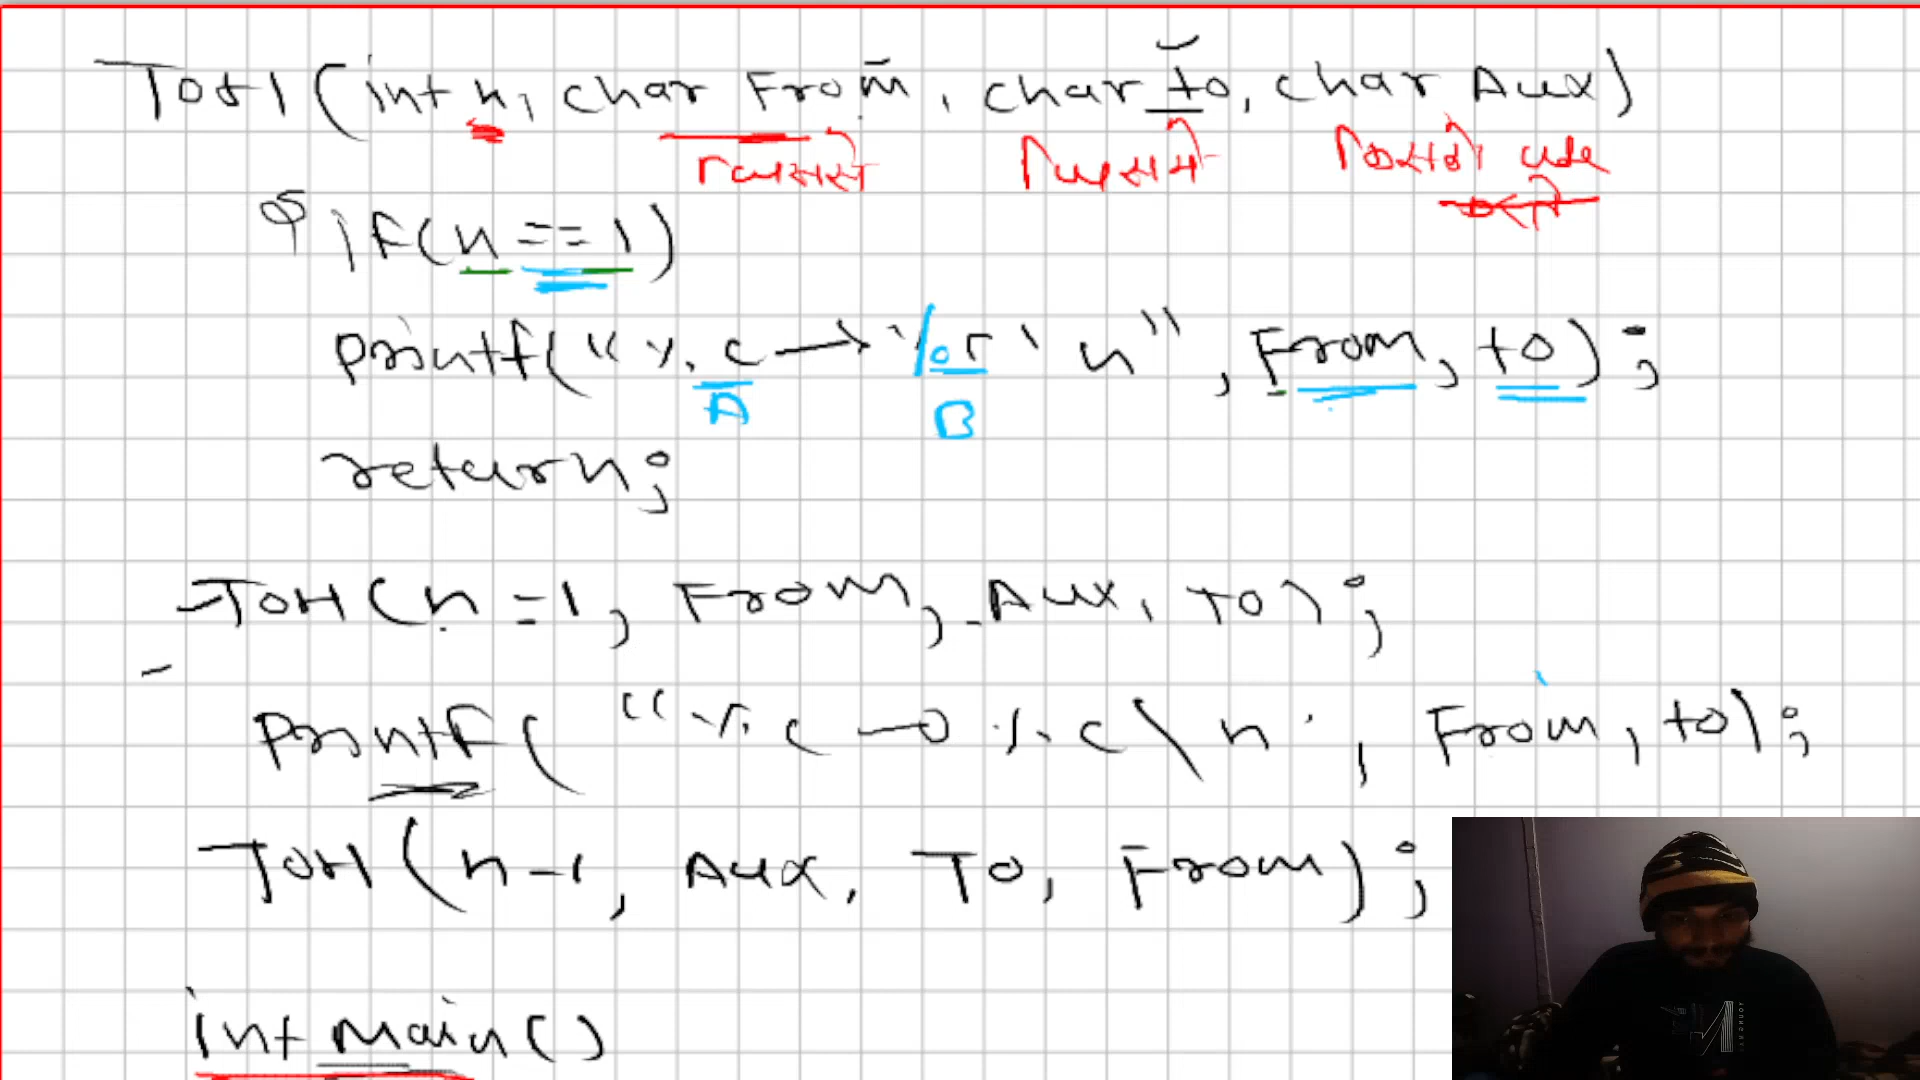 TOH(int n, char From, char to, char Aux)
if(n == 1)
printf("%c → %c \n", From, to);
A B
return;
TOH(n-1, From, Aux, To);
printf("%c → %c\n", From, to);
TOH(n-1, Aux, To, From);
int main()